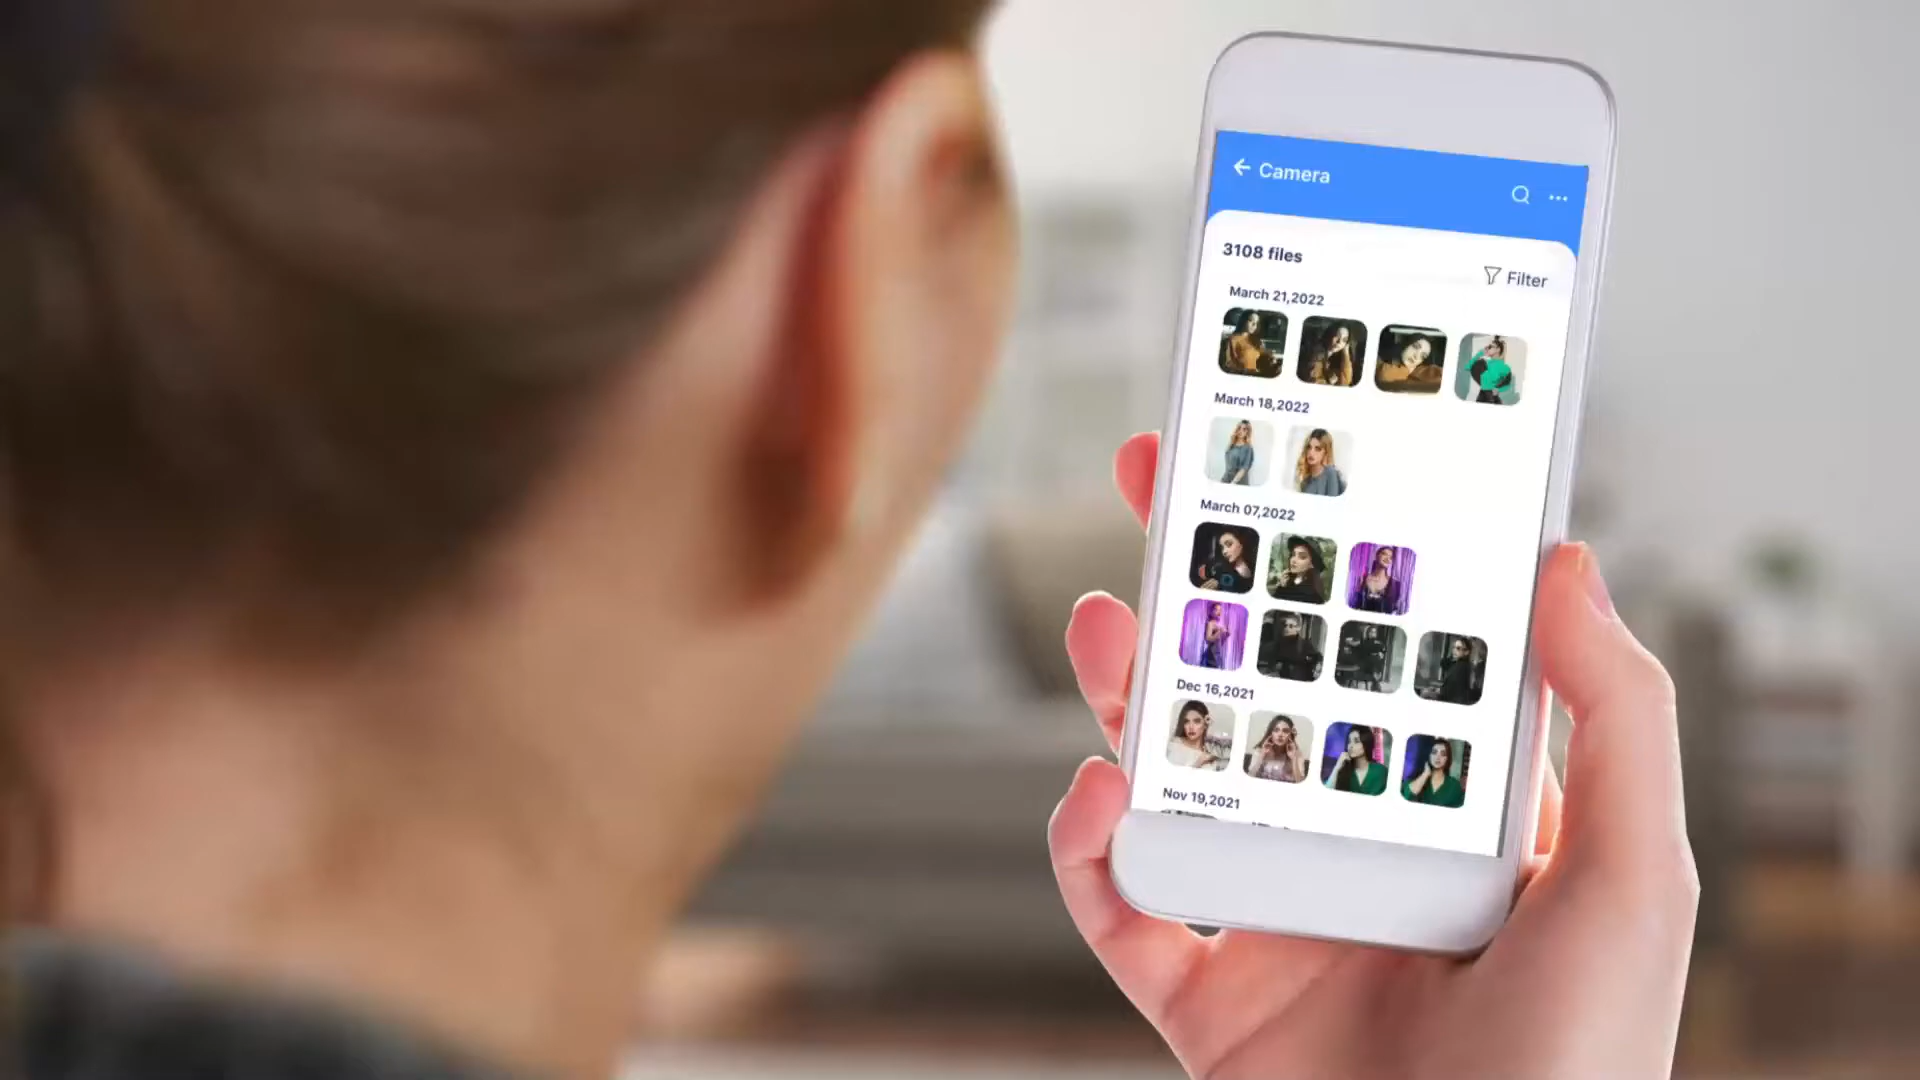 Camera
3108 files
Filter
March 21,2022
March 18,2022
March 07,2022
Dec 16,2021
Nov 19,2021